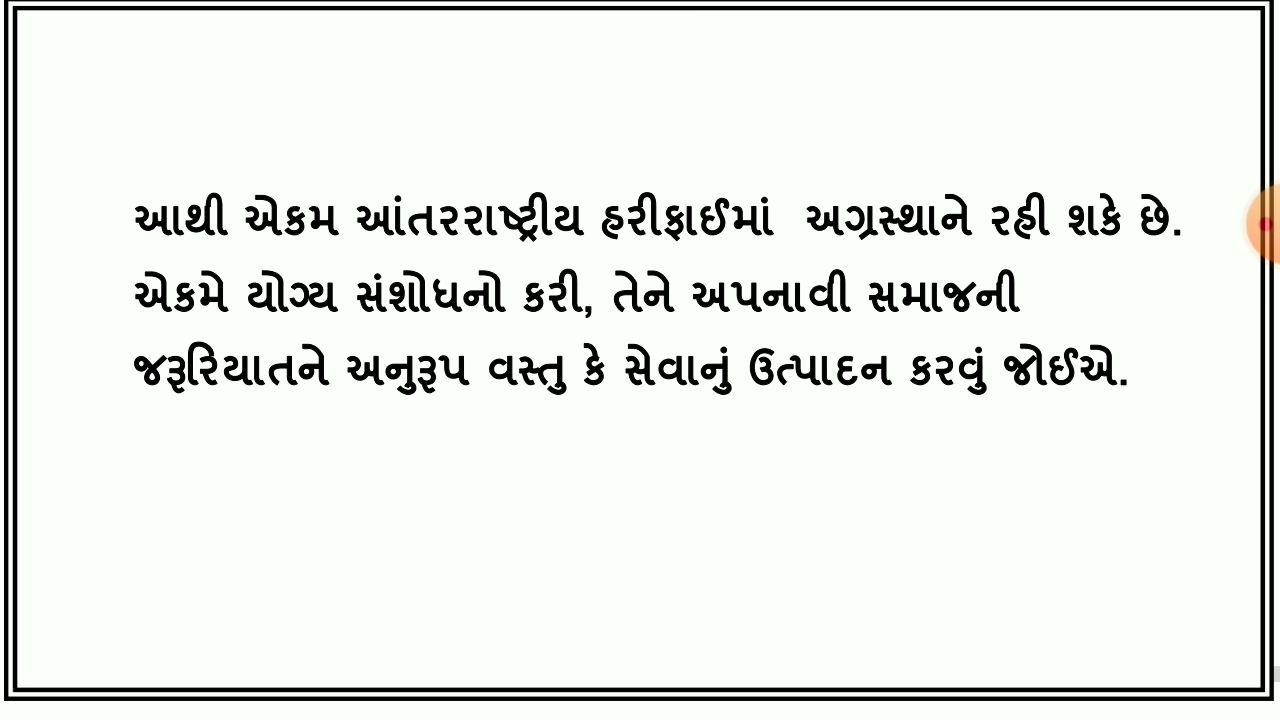 આથી એકમ આંતરરાષ્ટ્રીય હરીફાઈમાં  અગ્રસ્થાને રહી શકે છે.
એકમે યોગ્ય સંશોધનો કરી, તેને અપનાવી સમાજની
જરૂરિયાતને અનુરૂપ વસ્તુ કે સેવાનું ઉત્પાદન કરવું જોઈએ.